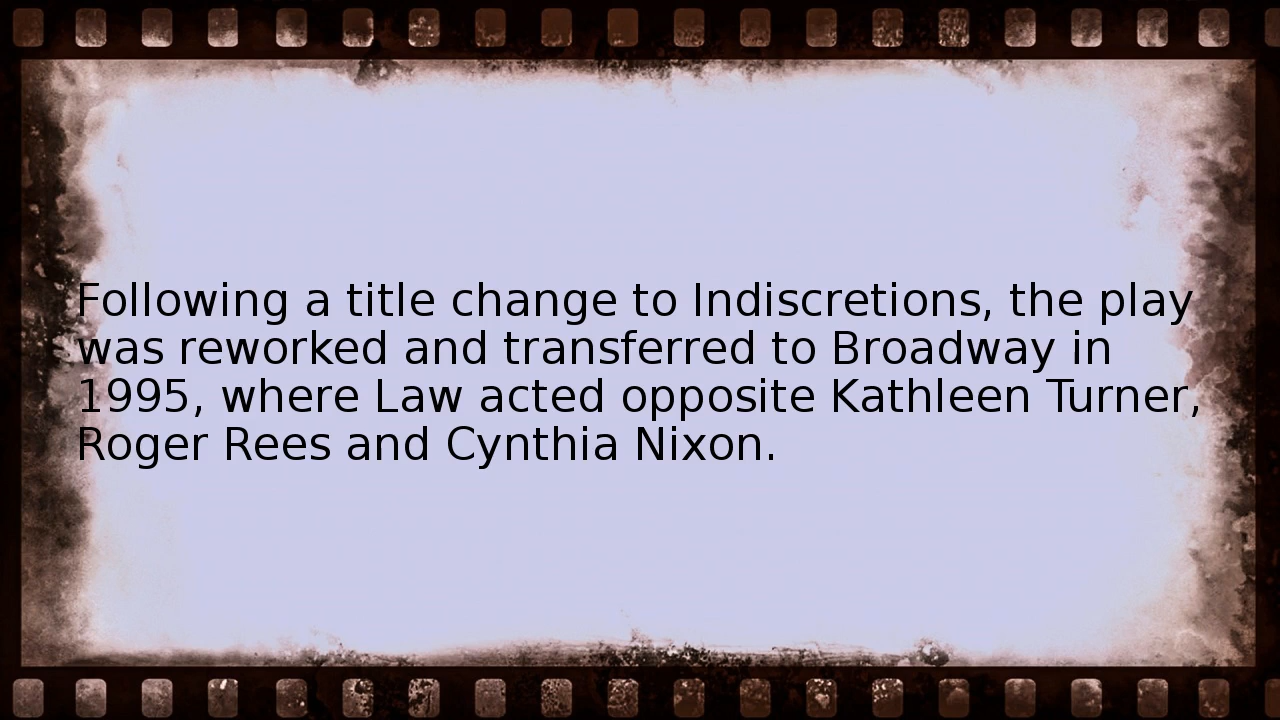 Following a title change to Indiscretions, the play
was reworked and transferred to Broadway in
1995, where Law acted opposite Kathleen Turner,
Roger Rees and Cynthia Nixon.